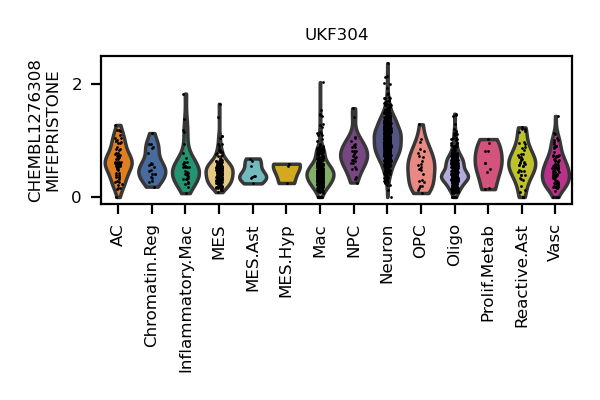 UKF304
CHEMBL1276308
MIFEPRISTONE
2
0
AC
Chromatin.Reg
Inflammatory.Mac
MES
MES.Ast
MES.Hyp
Mac
NPC
Neuron
OPC
Oligo
Prolif.Metab
Reactive.Ast
Vasc